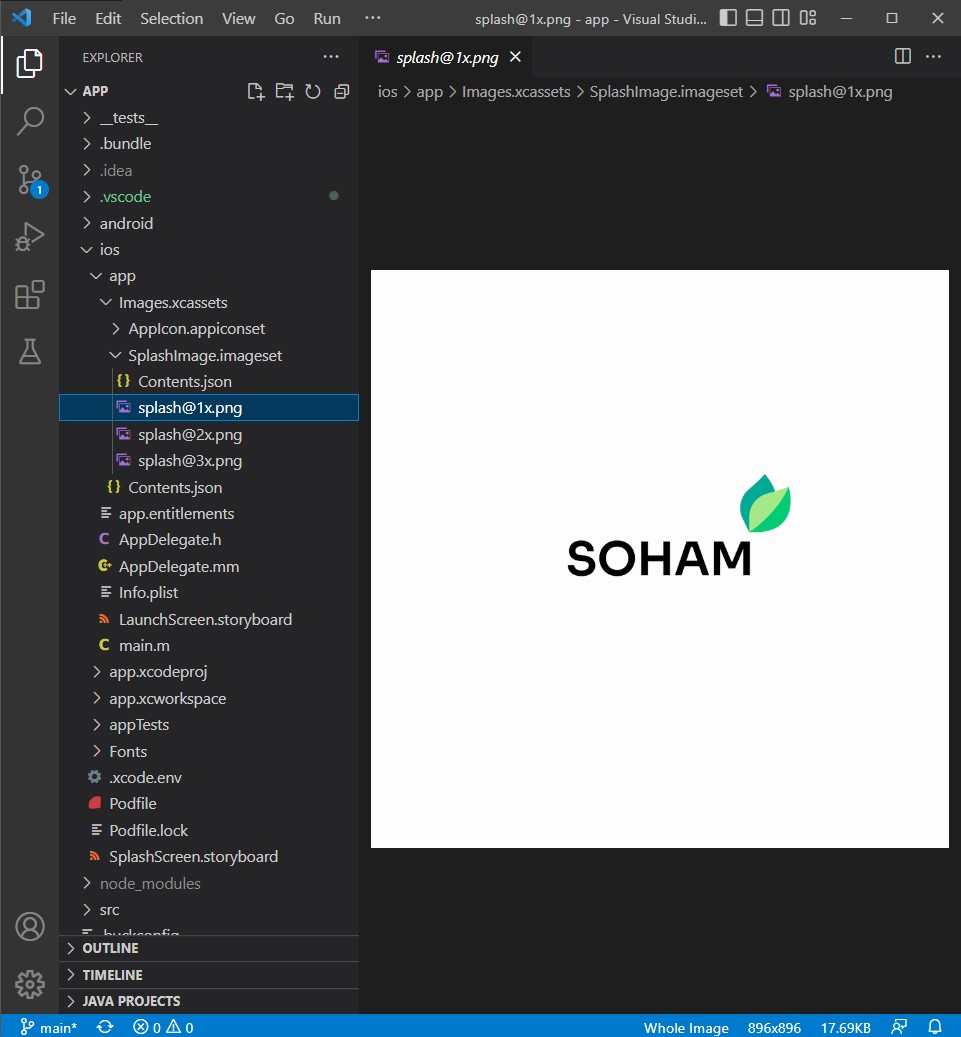 File Edit Selection View Go Run ··· splash@1x.png - app - Visual Studi...
EXPLORER ···
splash@1x.png
APP
ios > app > Images.xcassets > SplashImage.imageset > splash@1x.png
__tests__
.bundle
.idea
.vscode
1
android
ios
app
Images.xcassets
AppIcon.appiconset
SplashImage.imageset
{} Contents.json
splash@1x.png
splash@2x.png
splash@3x.png
{} Contents.json
app.entitlements
C AppDelegate.h
C+ AppDelegate.mm
Info.plist
LaunchScreen.storyboard
C main.m
app.xcodeproj
app.xcworkspace
appTests
Fonts
.xcode.env
Podfile
Podfile.lock
SplashScreen.storyboard
node_modules
src
.buckconfig
OUTLINE
TIMELINE
JAVA PROJECTS
SOHAM
main* 0 0 Whole Image 896x896 17.69KB